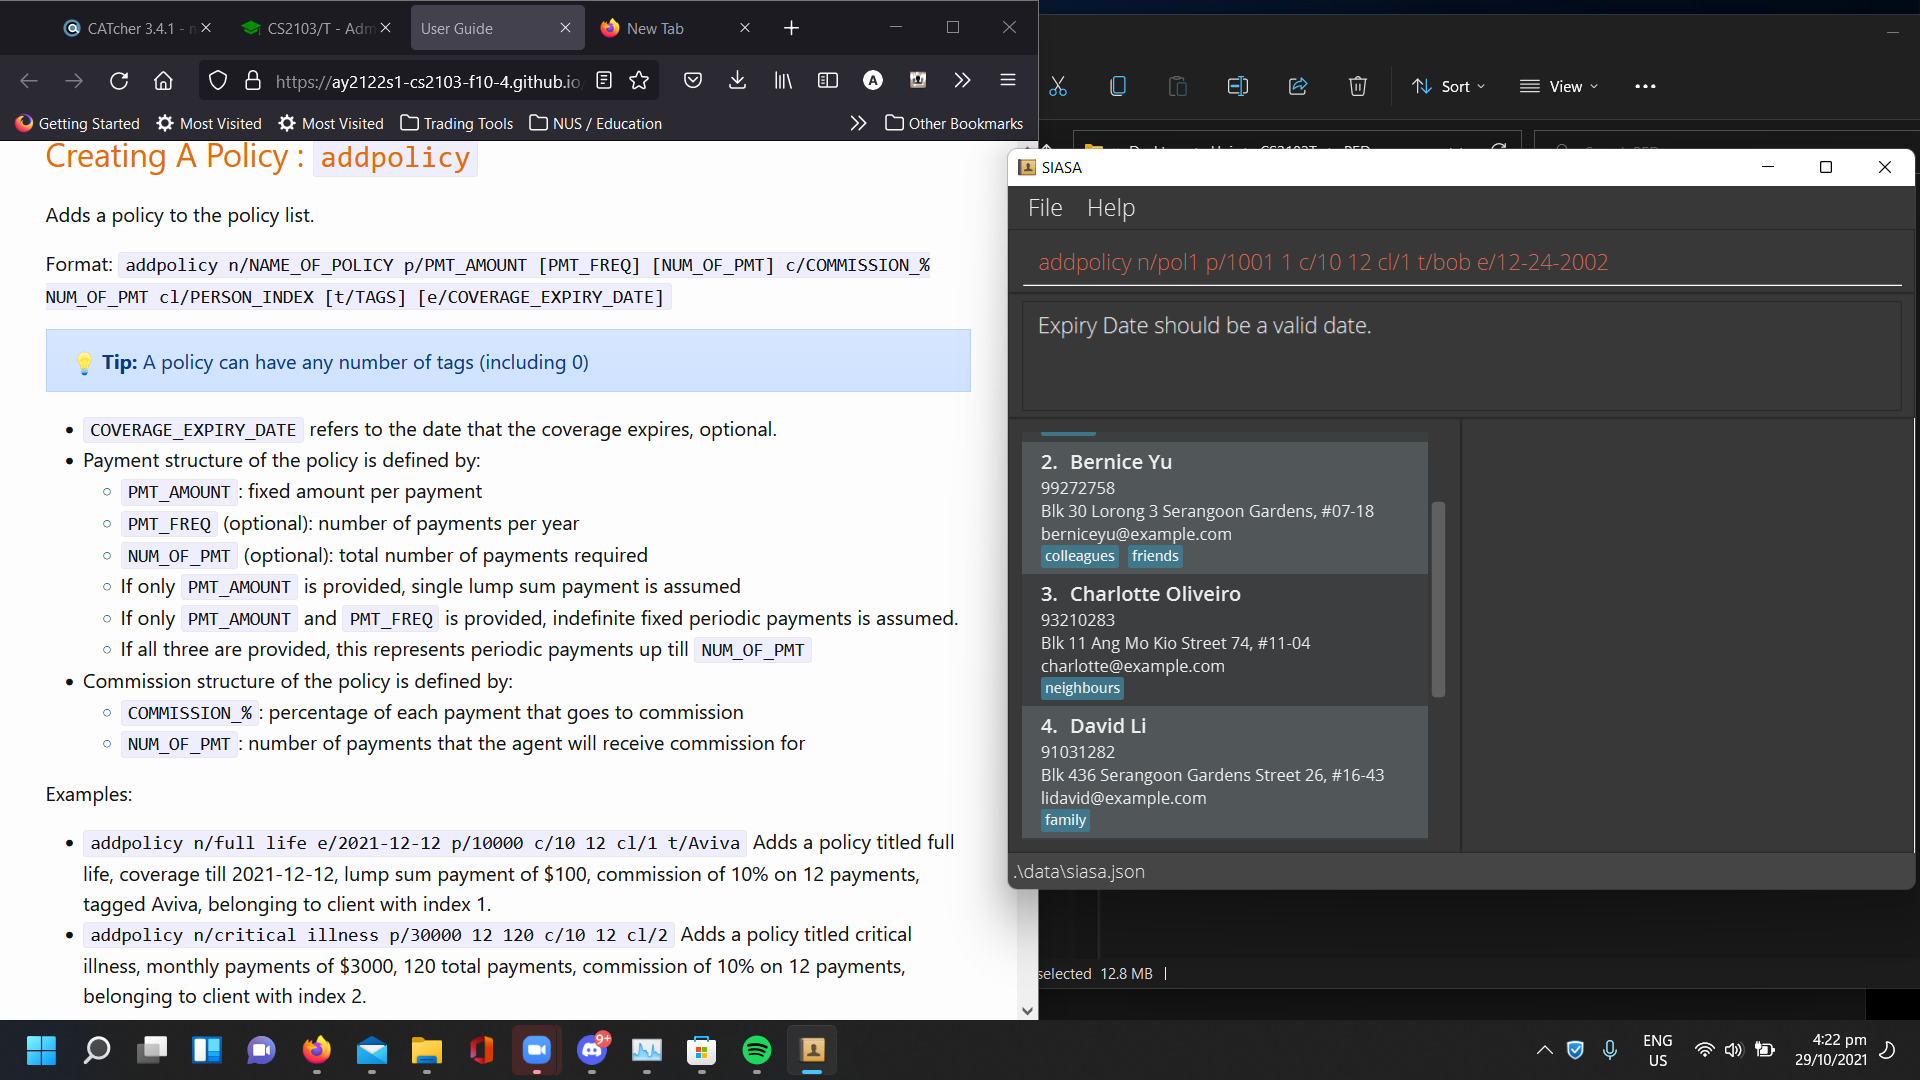 CATcher 3.4.1 - n
CS2103/T - Adm
User Guide
New Tab
https://ay2122s1-cs2103-f10-4.github.io
Getting Started
Most Visited
Most Visited
Trading Tools
NUS / Education
Other Bookmarks
Creating A Policy : addpolicy
Adds a policy to the policy list.
Format: addpolicy n/NAME_OF_POLICY p/PMT_AMOUNT [PMT_FREQ] [NUM_OF_PMT] c/COMMISSION_%
NUM_OF_PMT cl/PERSON_INDEX [t/TAGS] [e/COVERAGE_EXPIRY_DATE]
Tip: A policy can have any number of tags (including 0)
COVERAGE_EXPIRY_DATE refers to the date that the coverage expires, optional.
Payment structure of the policy is defined by:
PMT_AMOUNT : fixed amount per payment
PMT_FREQ (optional): number of payments per year
NUM_OF_PMT (optional): total number of payments required
If only PMT_AMOUNT is provided, single lump sum payment is assumed
If only PMT_AMOUNT and PMT_FREQ is provided, indefinite fixed periodic payments is assumed.
If all three are provided, this represents periodic payments up till NUM_OF_PMT
Commission structure of the policy is defined by:
COMMISSION_% : percentage of each payment that goes to commission
NUM_OF_PMT : number of payments that the agent will receive commission for
Examples:
addpolicy n/full life e/2021-12-12 p/10000 c/10 12 cl/1 t/Aviva Adds a policy titled full
life, coverage till 2021-12-12, lump sum payment of $100, commission of 10% on 12 payments,
tagged Aviva, belonging to client with index 1.
addpolicy n/critical illness p/30000 12 120 c/10 12 cl/2 Adds a policy titled critical
illness, monthly payments of $3000, 120 total payments, commission of 10% on 12 payments,
belonging to client with index 2.
Sort
View
SIASA
File Help
addpolicy n/pol1 p/1001 1 c/10 12 cl/1 t/bob e/12-24-2002
Expiry Date should be a valid date.
2. Bernice Yu
99272758
Blk 30 Lorong 3 Serangoon Gardens, #07-18
berniceyu@example.com
colleagues friends
3. Charlotte Oliveiro
93210283
Blk 11 Ang Mo Kio Street 74, #11-04
charlotte@example.com
neighbours
4. David Li
91031282
Blk 436 Serangoon Gardens Street 26, #16-43
lidavid@example.com
family
.\data\siasa.json
selected 12.8 MB
9+
ENG
US
4:22 pm
29/10/2021